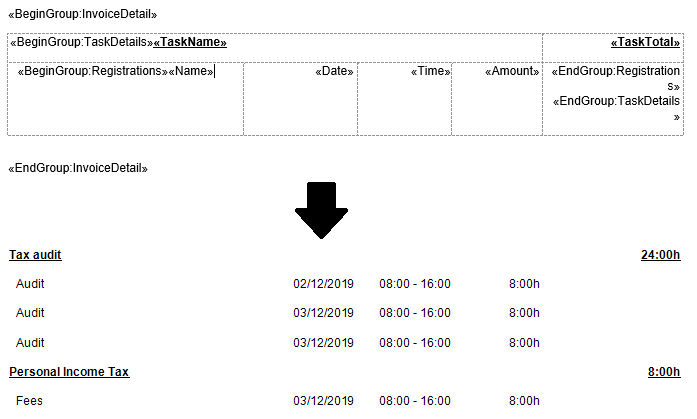 «BeginGroup:InvoiceDetail»
«BeginGroup:TaskDetails»«TaskName» «TaskTotal»
«BeginGroup:Registrations»«Name» «Date» «Time» «Amount» «EndGroup:Registration
s»
«EndGroup:TaskDetails
»
«EndGroup:InvoiceDetail»
Tax audit 24:00h
Audit 02/12/2019 08:00 - 16:00 8:00h
Audit 03/12/2019 08:00 - 16:00 8:00h
Audit 03/12/2019 08:00 - 16:00 8:00h
Personal Income Tax 8:00h
Fees 03/12/2019 08:00 - 16:00 8:00h